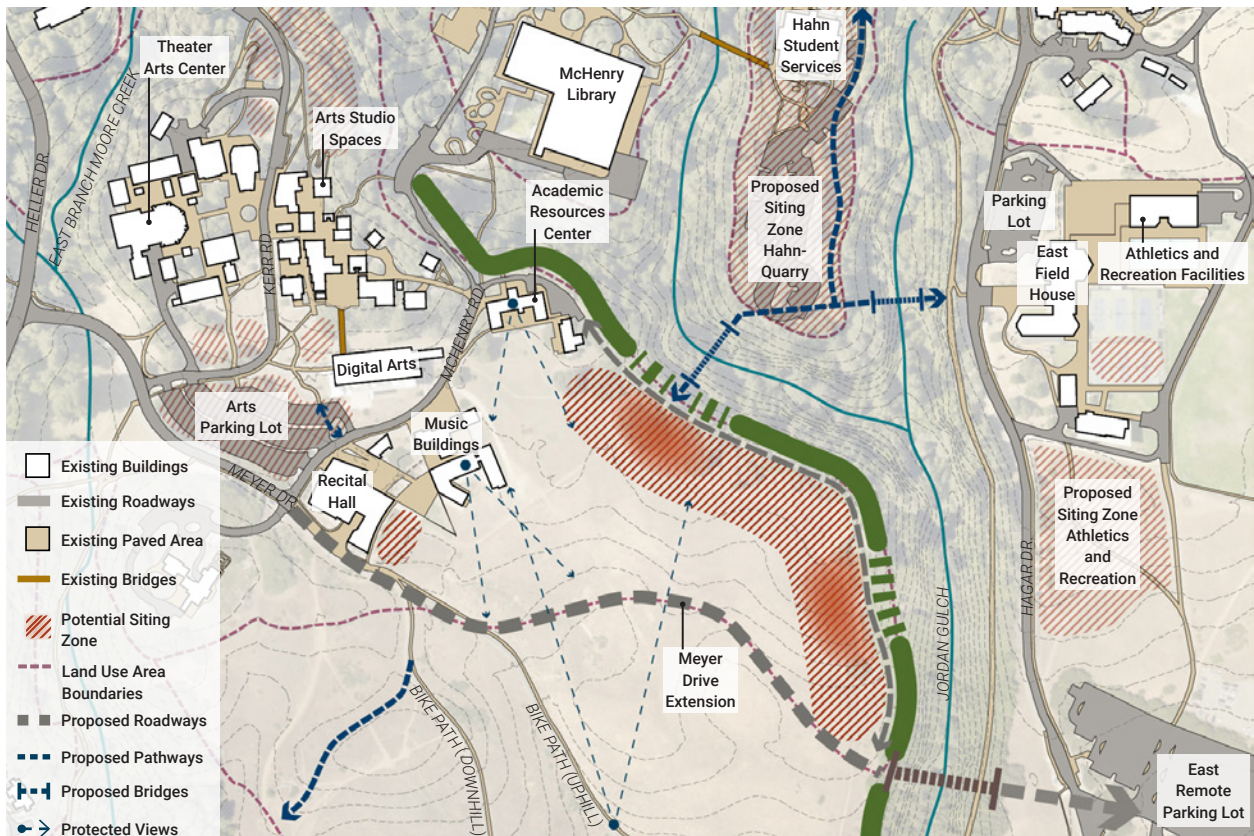 Theater
Arts Center
Hahn
Student
Services
McHenry
Library
HELLER DR.
EAST BRANCH MOORE CREEK
Arts Studio
Spaces
KERR RD
Academic
Resources
Center
Proposed
Siting
Zone
Hahn-
Quarry
Parking
Lot
East
Field
House
Athletics and
Recreation Facilities
MCHENRY RD
Digital Arts
Arts
Parking Lot
Music
Buildings
MEYER DR.
Recital
Hall
Proposed
Siting Zone
Athletics
and
Recreation
HAGAR DR.
JORDAN GULCH
Meyer
Drive
Extension
BIKE PATH (DOWNHILL)
BIKE PATH (UPHILL)
East
Remote
Parking Lot
Existing Buildings
Existing Roadways
Existing Paved Area
Existing Bridges
Potential Siting
Zone
Land Use Area
Boundaries
Proposed Roadways
Proposed Pathways
Proposed Bridges
Protected Views